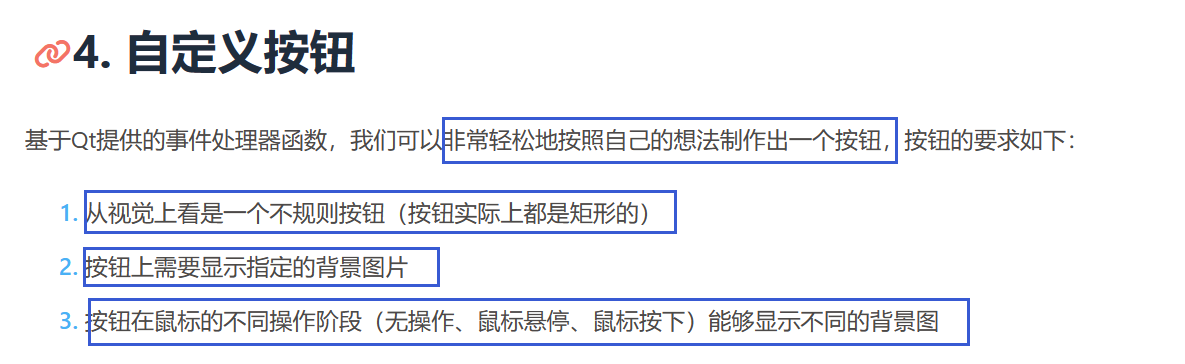 4. 自定义按钮
基于Qt提供的事件处理器函数，我们可以非常轻松地按照自己的想法制作出一个按钮，按钮的要求如下：
1. 从视觉上看是一个不规则按钮（按钮实际上都是矩形的）
2. 按钮上需要显示指定的背景图片
3. 按钮在鼠标的不同操作阶段（无操作、鼠标悬停、鼠标按下）能够显示不同的背景图